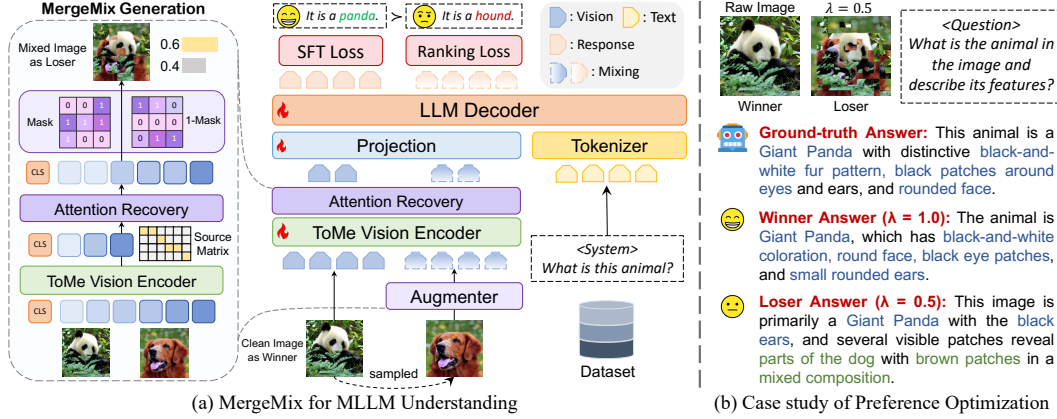 MergeMix Generation
Mixed Image
as Loser
0.6
0.4
Mask
0 0 1
1 1 0
1 0 0
1 1 0
0 0 1
0 1 1
1-Mask
CLS
Attention Recovery
CLS
Source
Matrix
ToMe Vision Encoder
CLS
It is a panda. ≻ It is a hound.
SFT Loss
Ranking Loss
: Vision
: Text
: Response
: Mixing
LLM Decoder
Projection
Tokenizer
Attention Recovery
ToMe Vision Encoder
Augmenter
<System>
What is this animal?
Clean Image
as Winner
sampled
Dataset
(a) MergeMix for MLLM Understanding
Raw Image
λ = 0.5
Winner
Loser
<Question>
What is the animal in
the image and
describe its features?
Ground-truth Answer: This animal is a
Giant Panda with distinctive black-and-
white fur pattern, black patches around
eyes and ears, and rounded face.
Winner Answer (λ = 1.0): The animal is
Giant Panda, which has black-and-white
coloration, round face, black eye patches,
and small rounded ears.
Loser Answer (λ = 0.5): This image is
primarily a Giant Panda with the black
ears, and several visible patches reveal
parts of the dog with brown patches in a
mixed composition.
(b) Case study of Preference Optimization